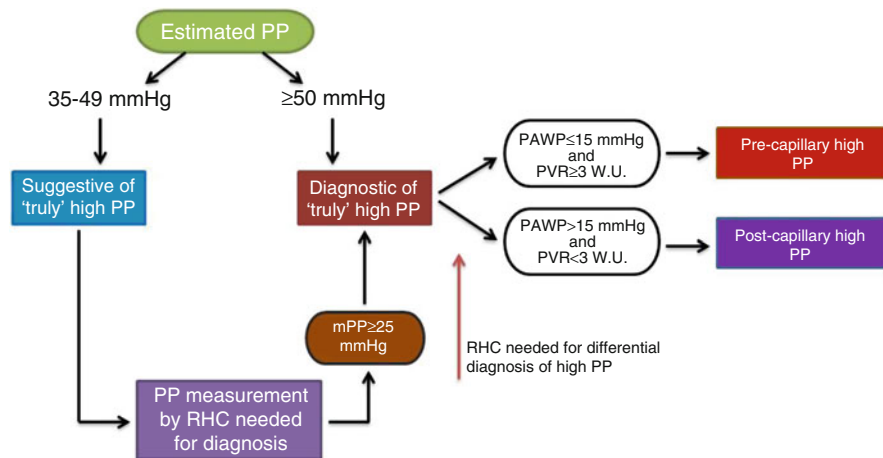 Estimated PP
35-49 mmHg
≥50 mmHg
Suggestive of
'truly' high PP
Diagnostic of
'truly' high PP
PAWP≤15 mmHg
and
PVR≥3 W.U.
Pre-capillary high
PP
PAWP>15 mmHg
and
PVR<3 W.U.
Post-capillary high
PP
mPP≥25
mmHg
RHC needed for differential
diagnosis of high PP
PP measurement
by RHC needed
for diagnosis